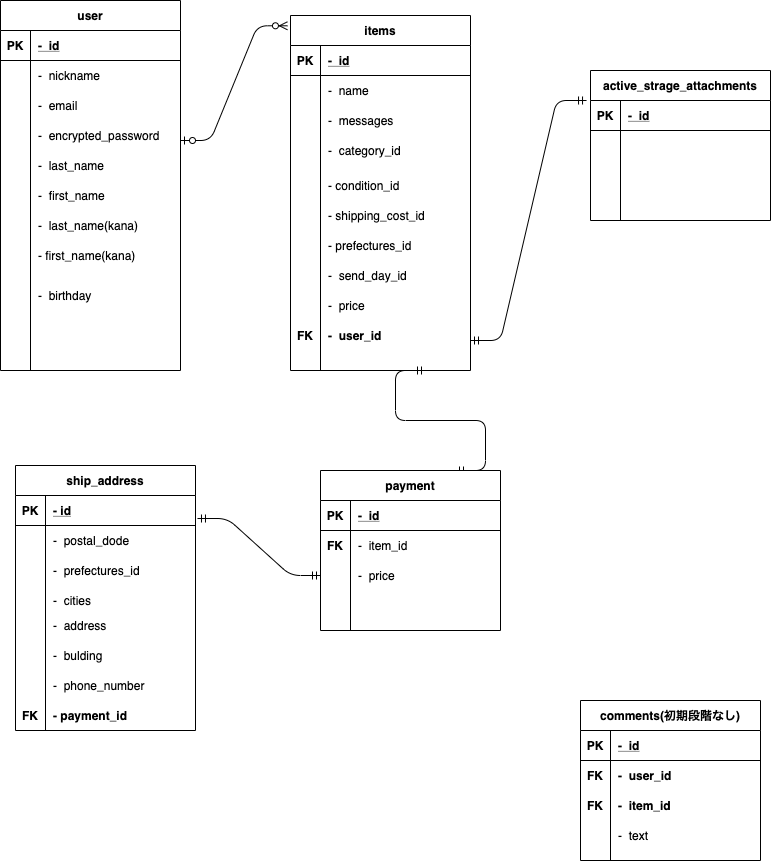 user
PK - id
- nickname
- email
- encrypted_password
- last_name
- first_name
- last_name(kana)
- first_name(kana)
- birthday
items
PK - id
- name
- messages
- category_id
- condition_id
- shipping_cost_id
- prefectures_id
- send_day_id
- price
FK - user_id
active_strage_attachments
PK - id
ship_address
PK - id
- postal_dode
- prefectures_id
- cities
- address
- bulding
- phone_number
FK - payment_id
payment
PK - id
FK - item_id
- price
comments(初期段階なし)
PK - id
FK - user_id
FK - item_id
- text